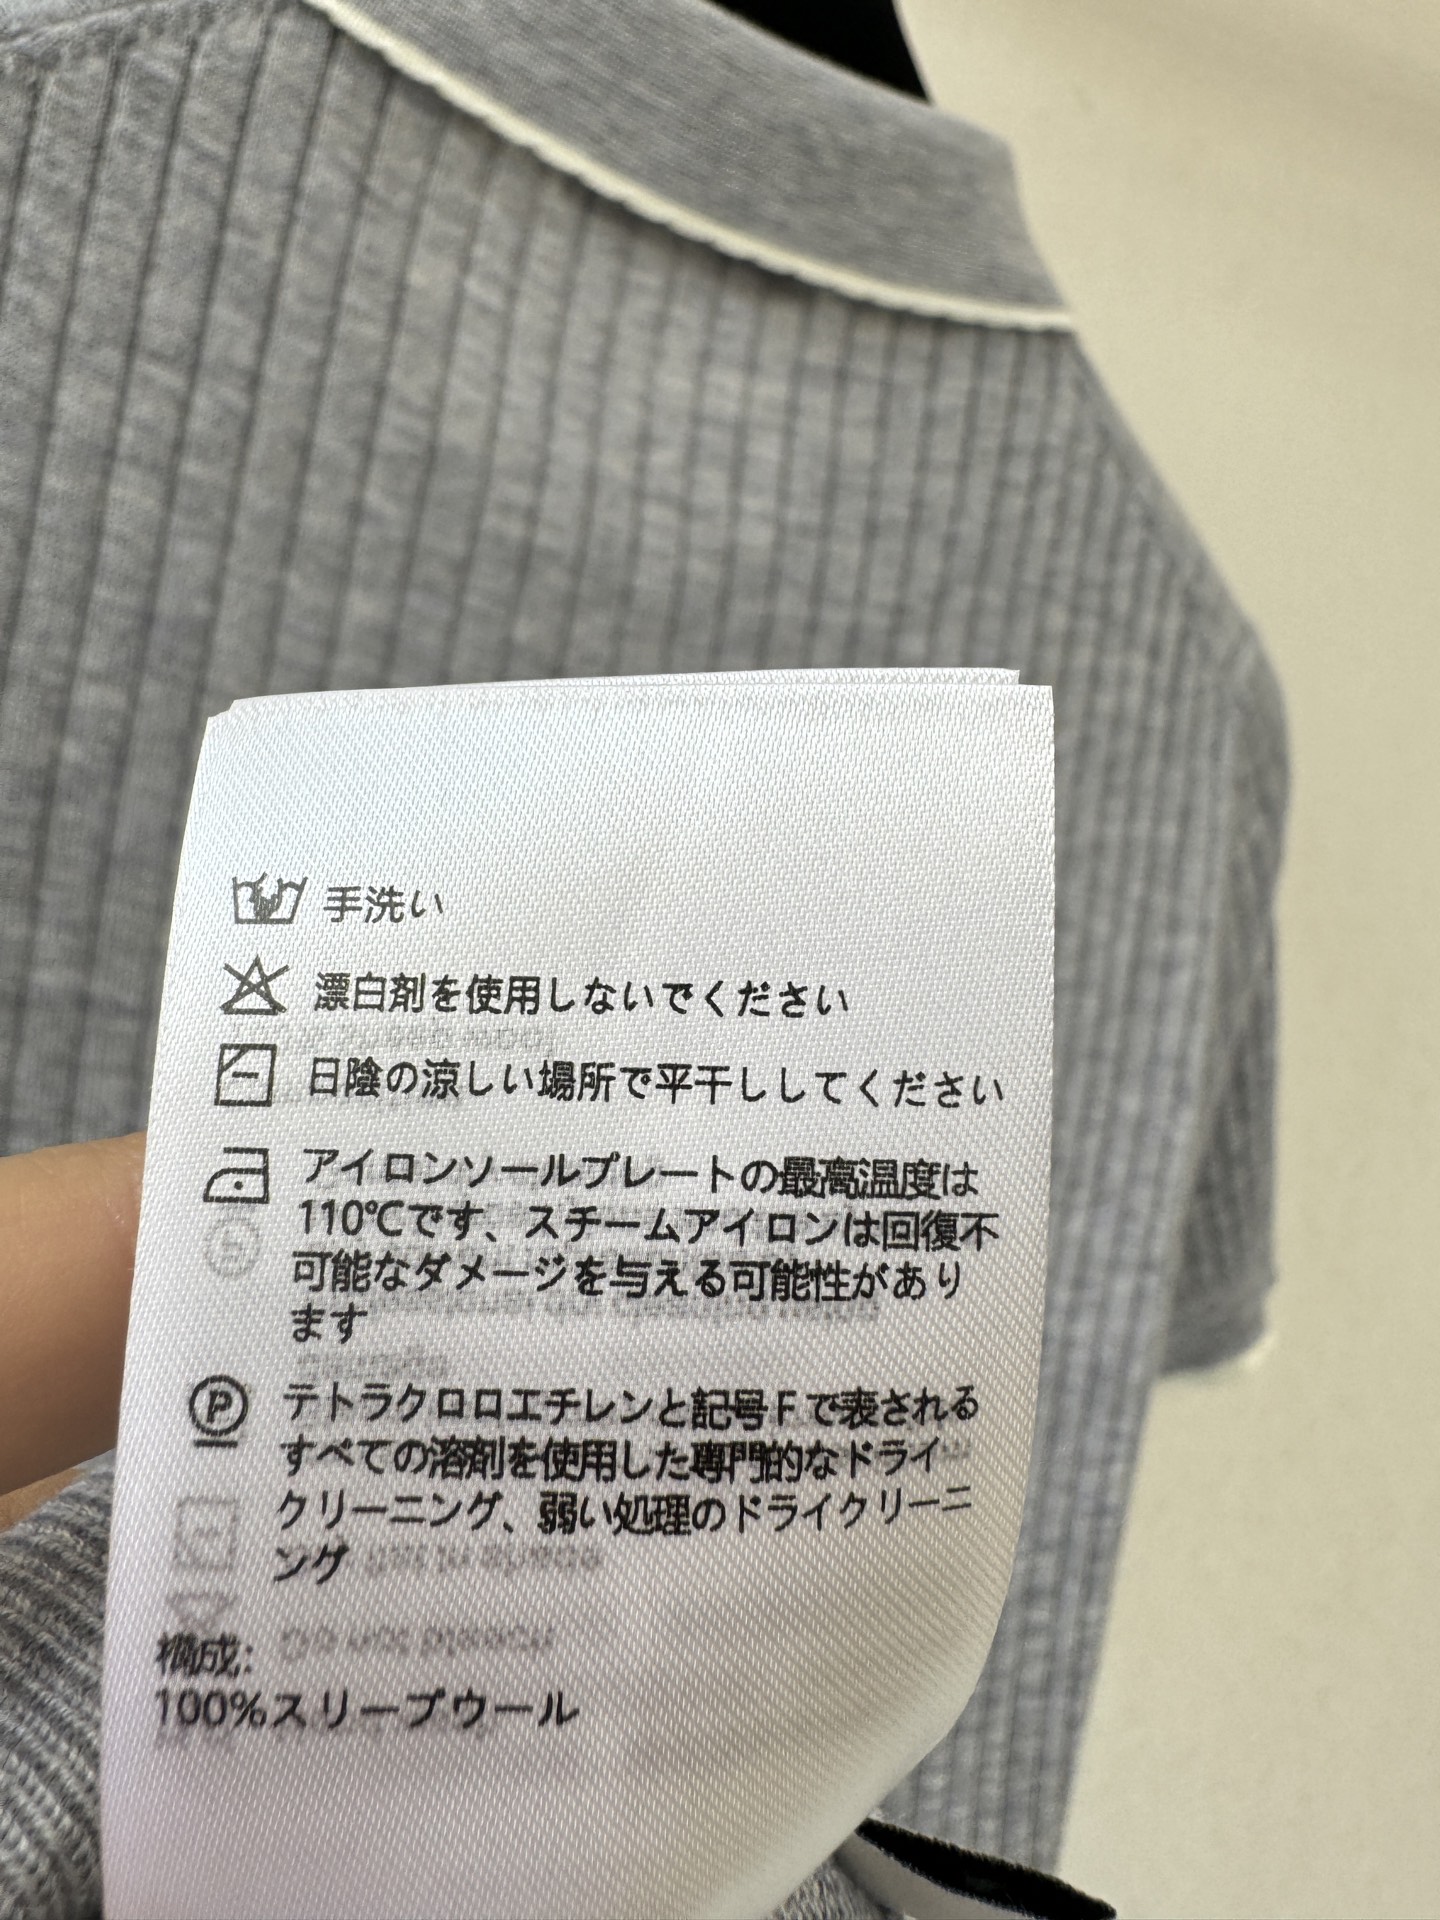 手洗い
漂白剤を使用しないでください
日陰の涼しい場所で平干ししてください
アイロンソールプレートの最高温度は
110℃です、スチームアイロンは回復不
可能なダメージを与える可能性があり
ます
P
テトラクロロエチレンと記号Fで表される
すべての溶剤を使用した専門的なドライ
クリーニング、弱い処理のドライクリーニ
ング
構成:
100%スリープウール